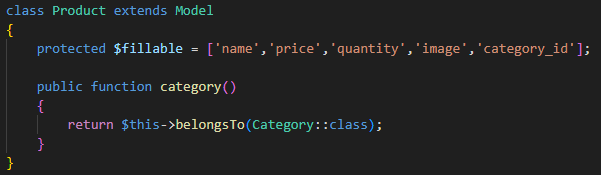 class Product extends Model
{
    protected $fillable = ['name','price','quantity','image','category_id'];

    public function category()
    {
        return $this->belongsTo(Category::class);
    }
}